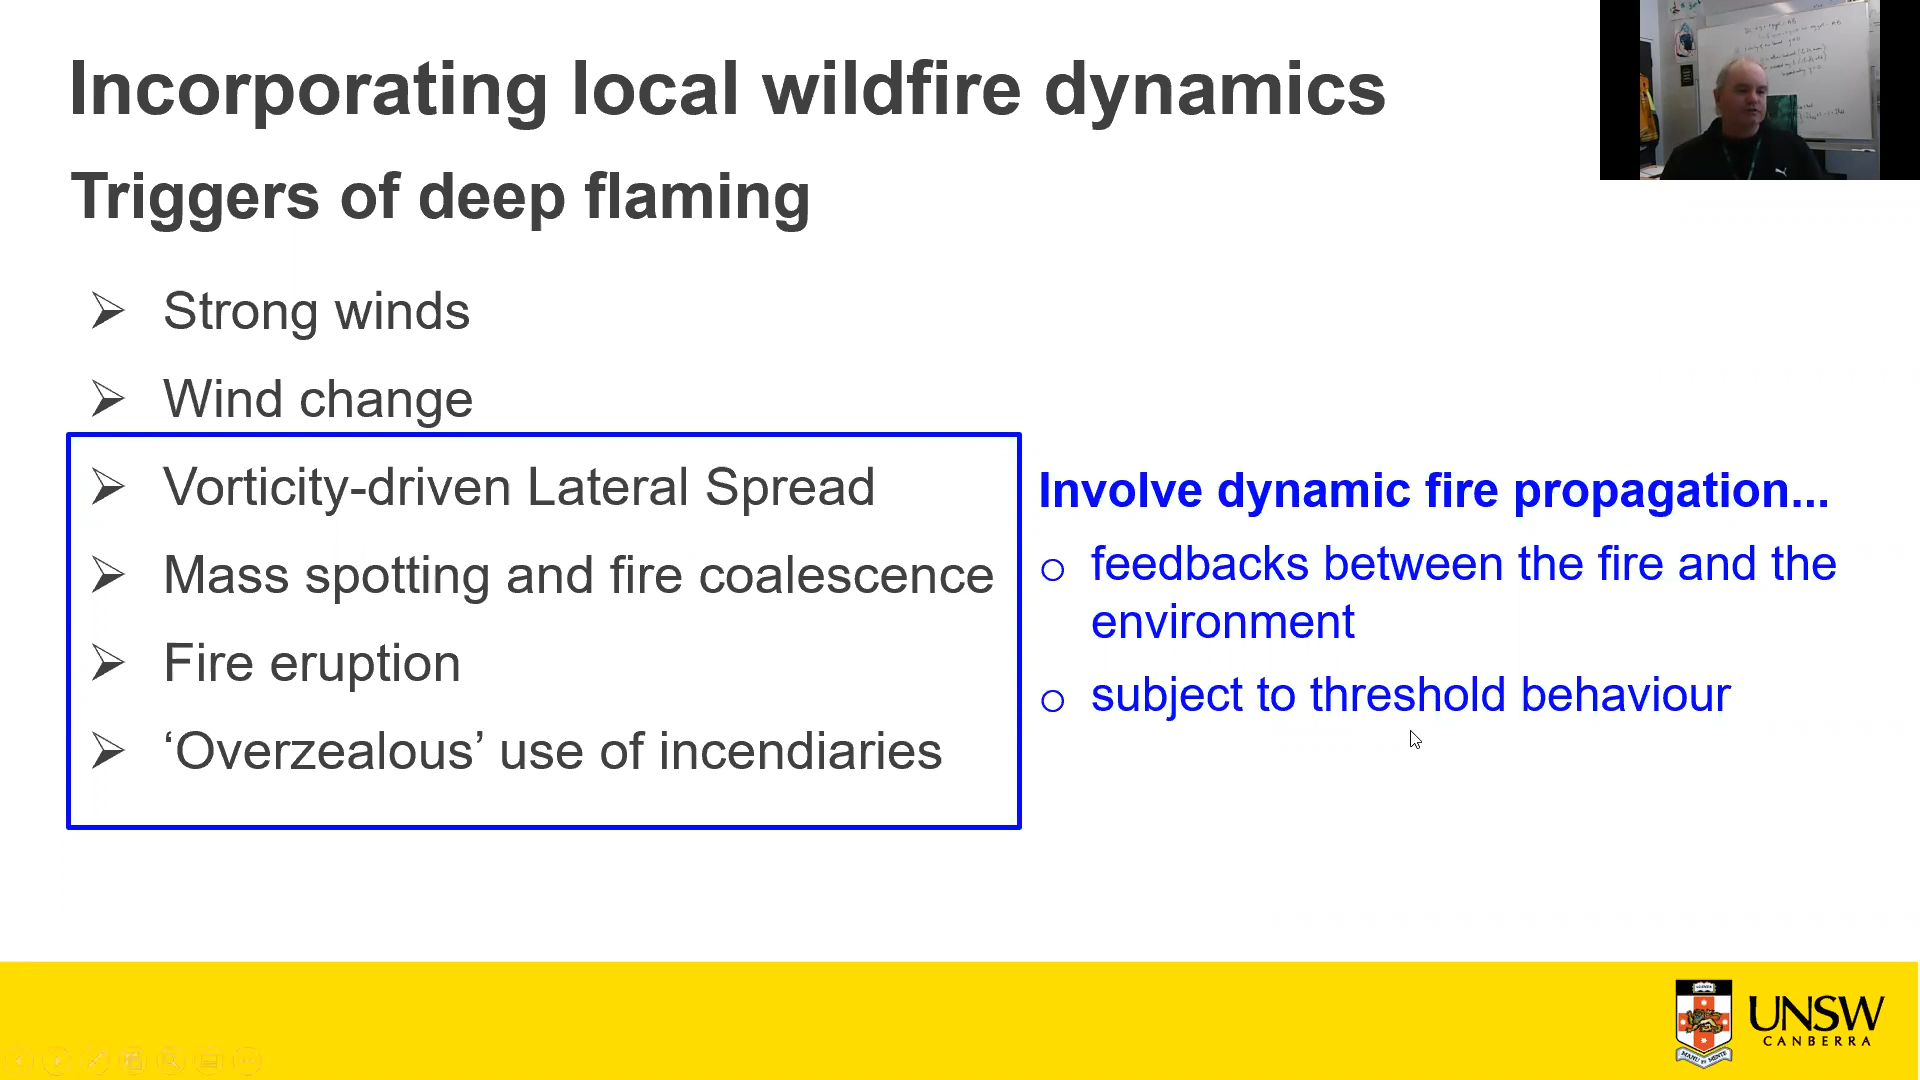 Incorporating local wildfire dynamics
Triggers of deep flaming
➢ Strong winds
➢ Wind change
➢ Vorticity-driven Lateral Spread
➢ Mass spotting and fire coalescence
➢ Fire eruption
➢ ‘Overzealous’ use of incendiaries
Involve dynamic fire propagation...
o feedbacks between the fire and the
environment
o subject to threshold behaviour
UNSW
CANBERRA